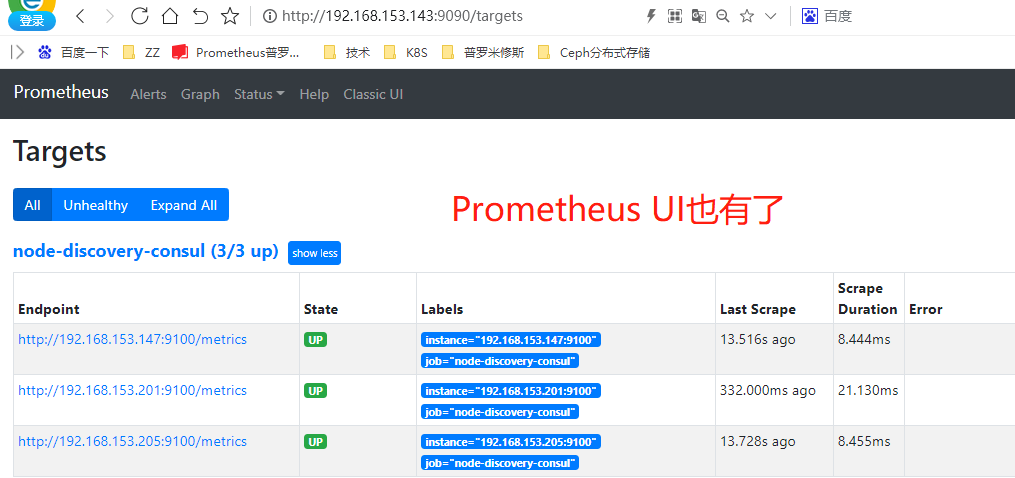 登录
http://192.168.153.143:9090/targets
百度
百度一下 ZZ Prometheus普罗... 技术 K8S 普罗米修斯 Ceph分布式存储
Prometheus Alerts Graph Status Help Classic UI
Targets
All Unhealthy Expand All
Prometheus UI也有了
node-discovery-consul (3/3 up) show less
Endpoint State Labels Last Scrape Scrape Duration Error
http://192.168.153.147:9100/metrics UP instance="192.168.153.147:9100" 13.516s ago 8.444ms
job="node-discovery-consul"
http://192.168.153.201:9100/metrics UP instance="192.168.153.201:9100" 332.000ms ago 21.130ms
job="node-discovery-consul"
http://192.168.153.205:9100/metrics UP instance="192.168.153.205:9100" 13.728s ago 8.455ms
job="node-discovery-consul"